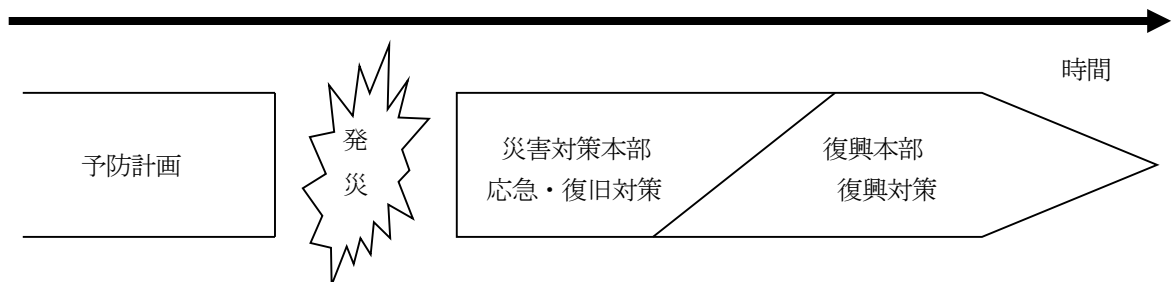 時間
予防計画
発
災
災害対策本部
応急・復旧対策
復興本部
復興対策